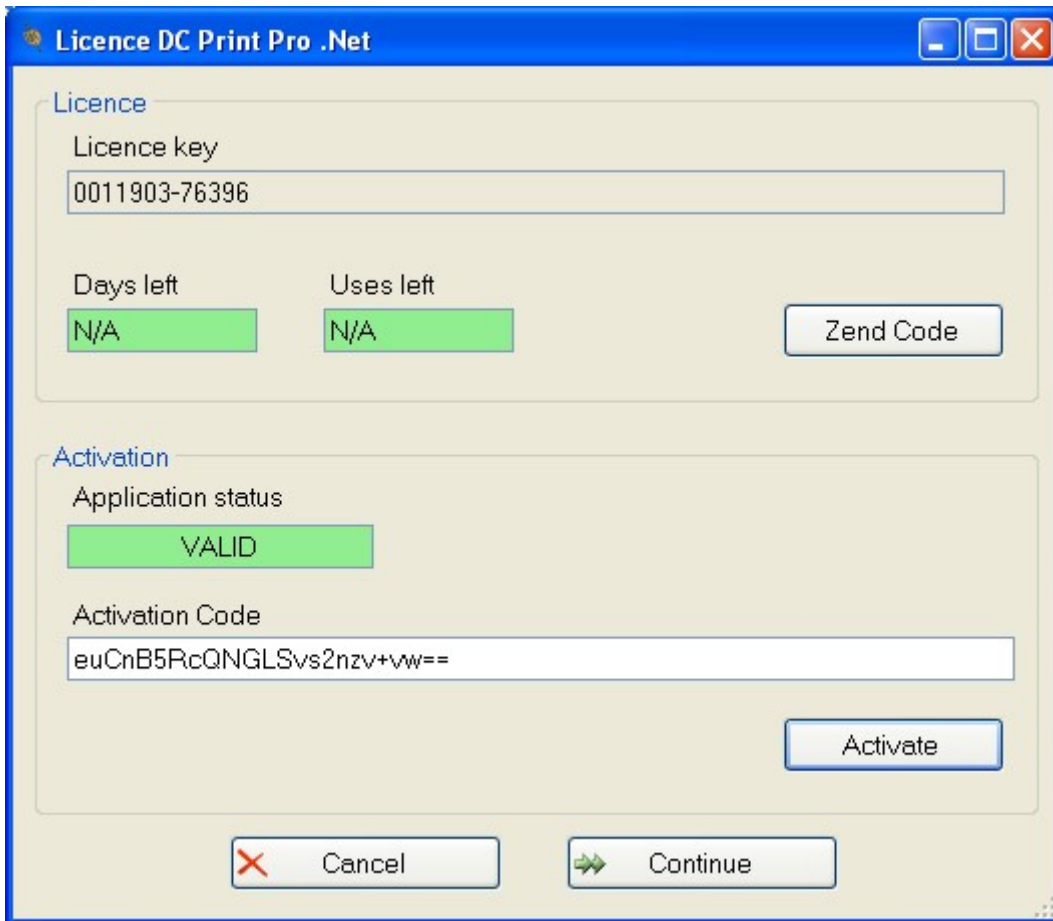 Licence DC Print Pro .Net
Licence
Licence key
0011903-76396
Days left Uses left
N/A N/A Zend Code
Activation
Application status
VALID
Activation Code
euCnB5RcQNGLSvs2nzv+vw==
Activate
Cancel Continue